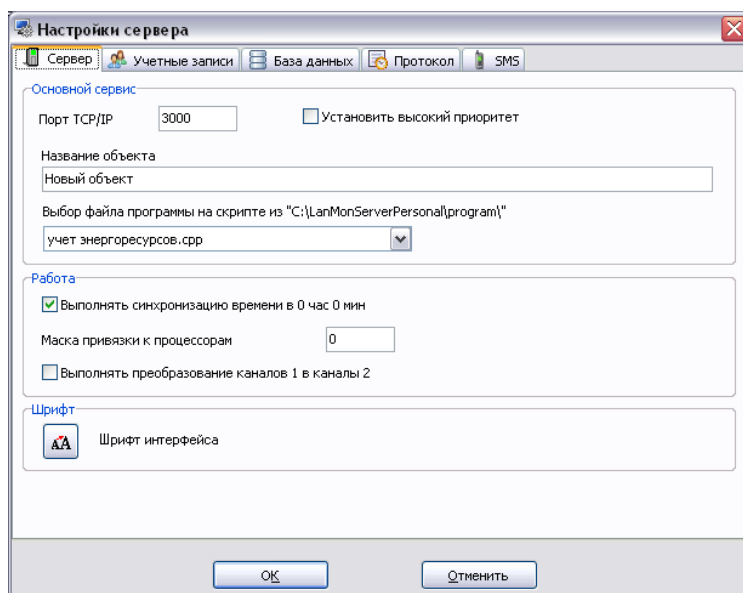 Настройки сервера
Сервер Учетные записи База данных Протокол SMS
Основной сервис
Порт TCP/IP 3000 Установить высокий приоритет
Название объекта
Новый объект
Выбор файла программы на скрипте из "C:\LanMonServerPersonal\program\"
учет энергоресурсов.cpp
Работа
Выполнять синхронизацию времени в 0 час 0 мин
Маска привязки к процессорам 0
Выполнять преобразование каналов 1 в каналы 2
Шрифт
AA Шрифт интерфейса
OK Отменить